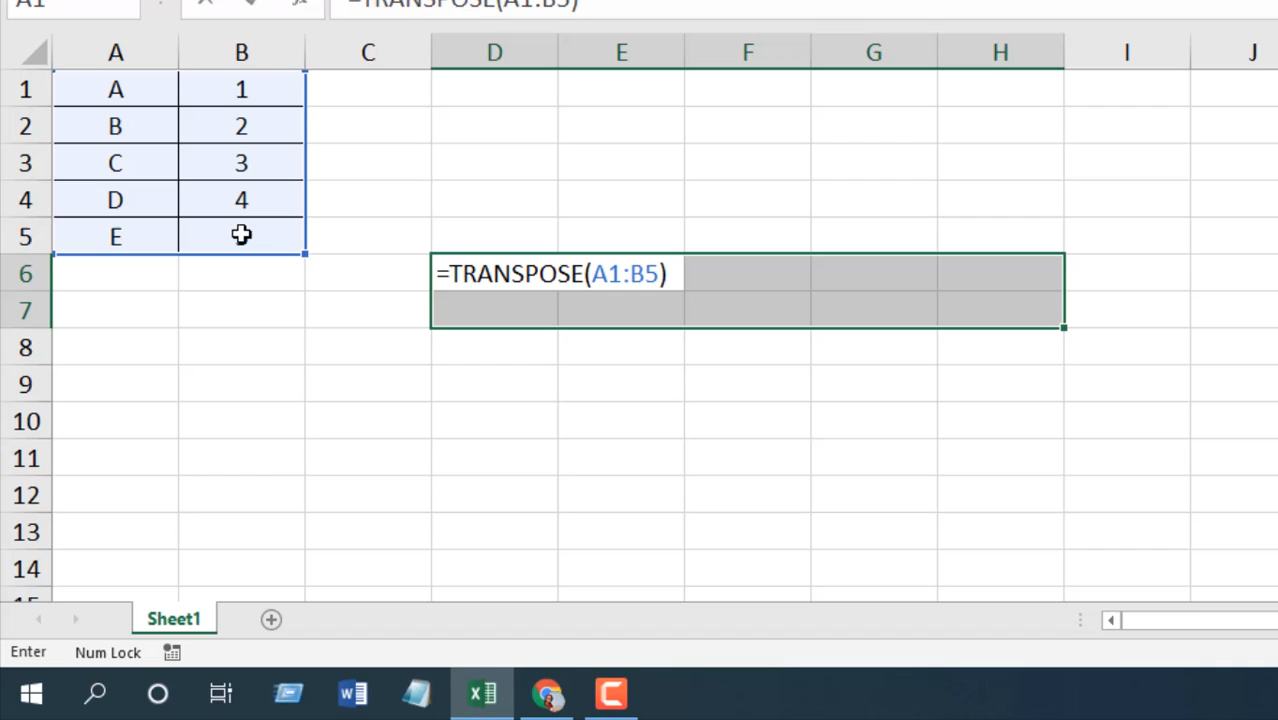 A1 =TRANSPOSE(A1:B5)
A B C D E F G H I J
1 A 1
2 B 2
3 C 3
4 D 4
5 E
6 =TRANSPOSE(A1:B5)
7
8
9
10
11
12
13
14
Sheet1
Enter Num Lock